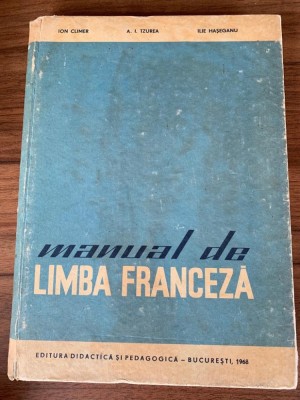 ION CLIMER A. I. TZUREA ILIE HAȘEGANU
manual de
LIMBA FRANCEZĂ
EDITURA DIDACTICĂ ȘI PEDAGOGICĂ – BUCUREȘTI, 1968